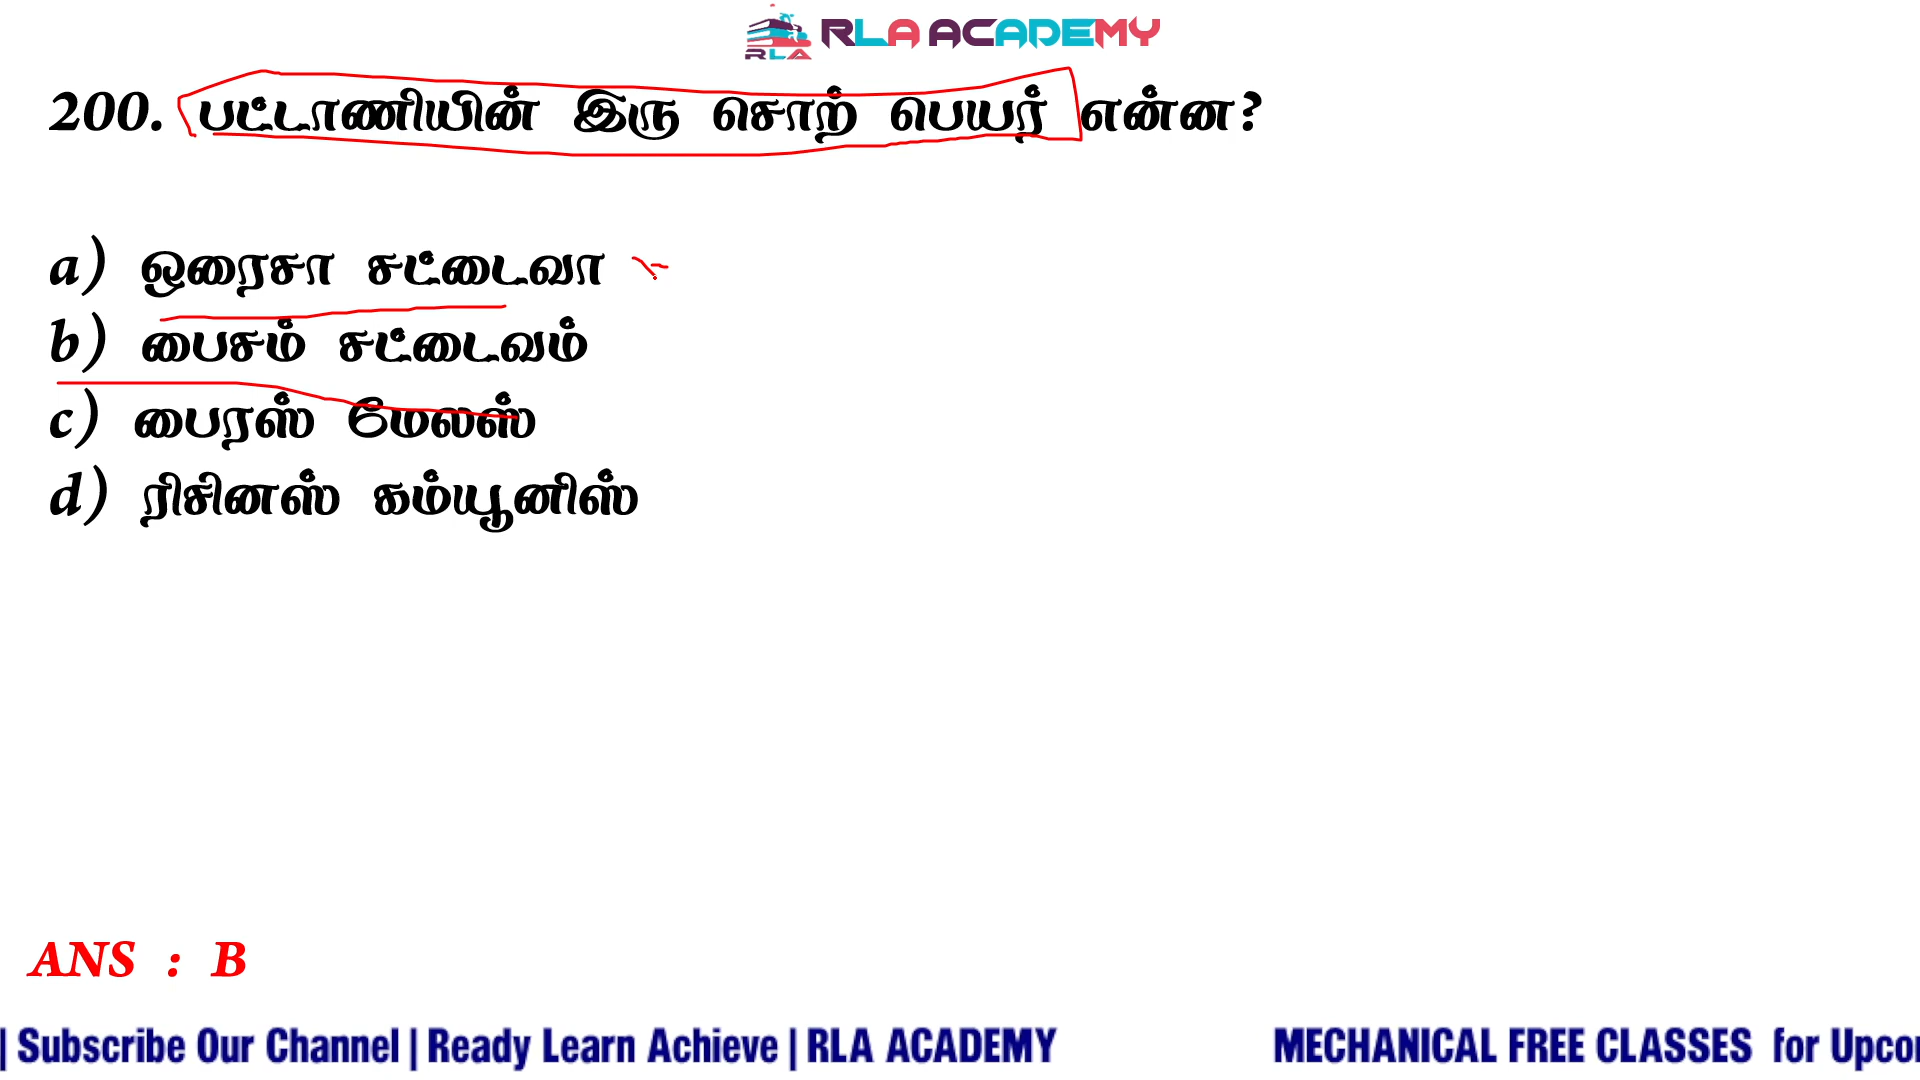 RLA ACADEMY
RLA
200. பட்டாணியின் இரு சொற் பெயர் என்ன?
a) ஒரைசா சட்டைவா
b) பைசம் சட்டைவம்
c) பைரஸ் மேலஸ்
d) ரிசினஸ் கம்யூனிஸ்
ANS : B
| Subscribe Our Channel | Ready Learn Achieve | RLA ACADEMY MECHANICAL FREE CLASSES for Upco